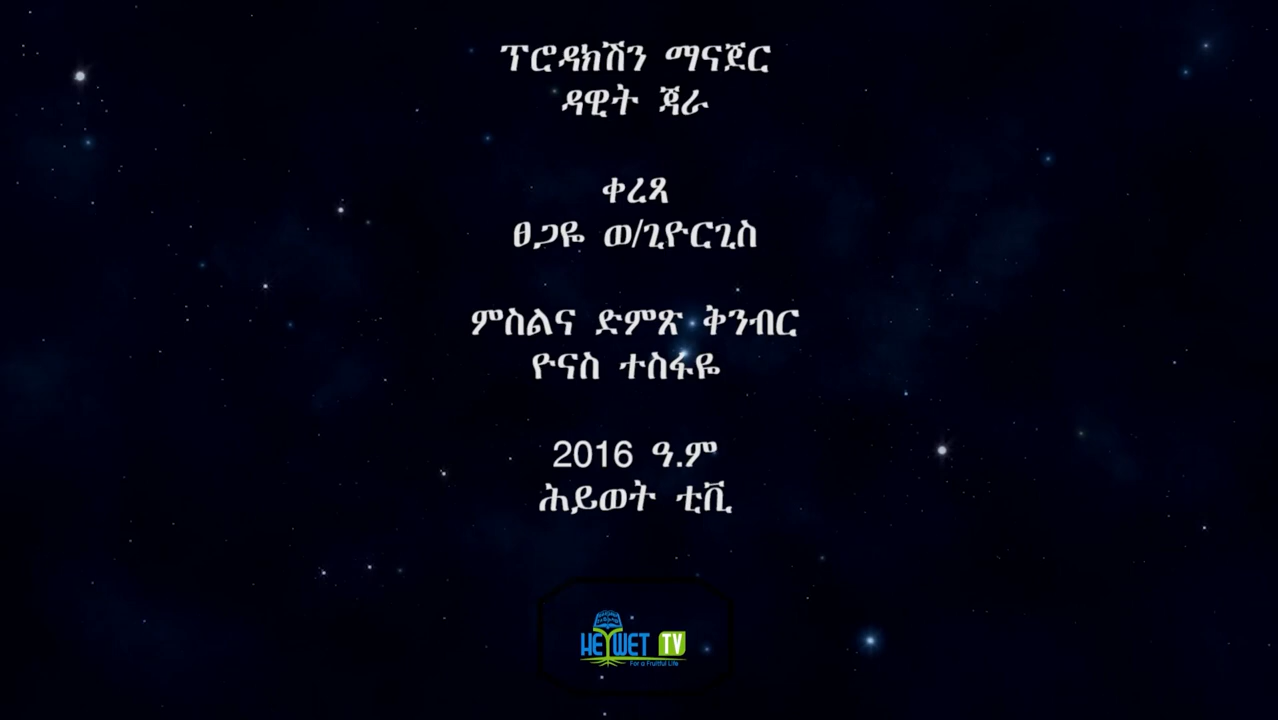 ፕሮዳክሽን ማናጀር
ዳዊት ጃራ
ቀረጻ
ፀጋዬ ወ/ጊዮርጊስ
ምስልና ድምጽ ቅንብር
ዮናስ ተስፋዬ
2016 ዓ.ም
ሕይወት ቲቪ
HEYWET TV
For a Fruitful Life